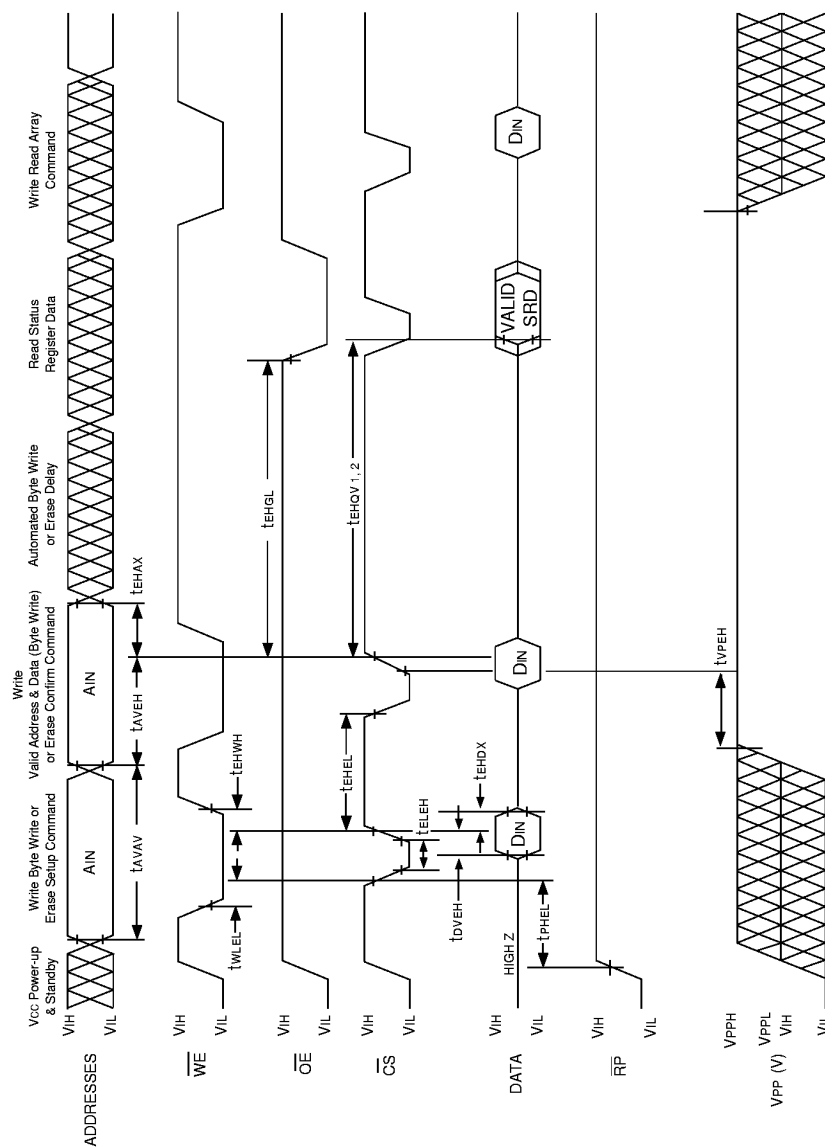 Vcc Power-up
& Standby
Write Byte Write or
Erase Setup Command
Write
Valid Address & Data (Byte Write)
or Erase Confirm Command
Automated Byte Write
or Erase Delay
Read Status
Register Data
Write Read Array
Command
ADDRESSES
VIH
VIL
AIN
AIN
tAVAV
tAVEH
tEHAX
WE
VIH
VIL
tWLEL
tEHWH
OE
VIH
VIL
tEHGL
CS
VIH
VIL
tEHEL
tELEH
tEHQV 1, 2
tEHDX
DATA
VIH
VIL
HIGH Z
DIN
DIN
VALID
SRD
DIN
tDVEH
tPHEL
RP
VIH
VIL
tVPEH
VPP (V)
VPPH
VPPL
VIH
VIL